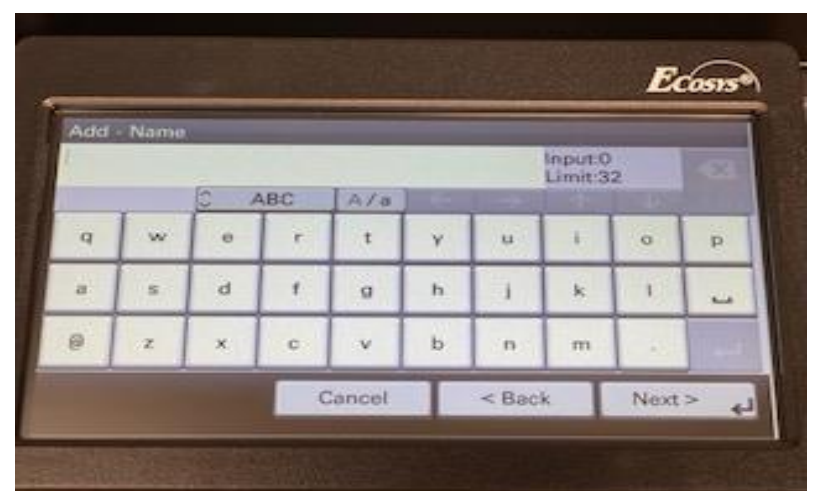 Ecosys
Add - Name
Input:0
Limit:32
ABC A/a ← → ↑ ↓
q w e r t y u i o p
a s d f g h j k l ␣
@ z x c v b n m .
Cancel < Back Next >